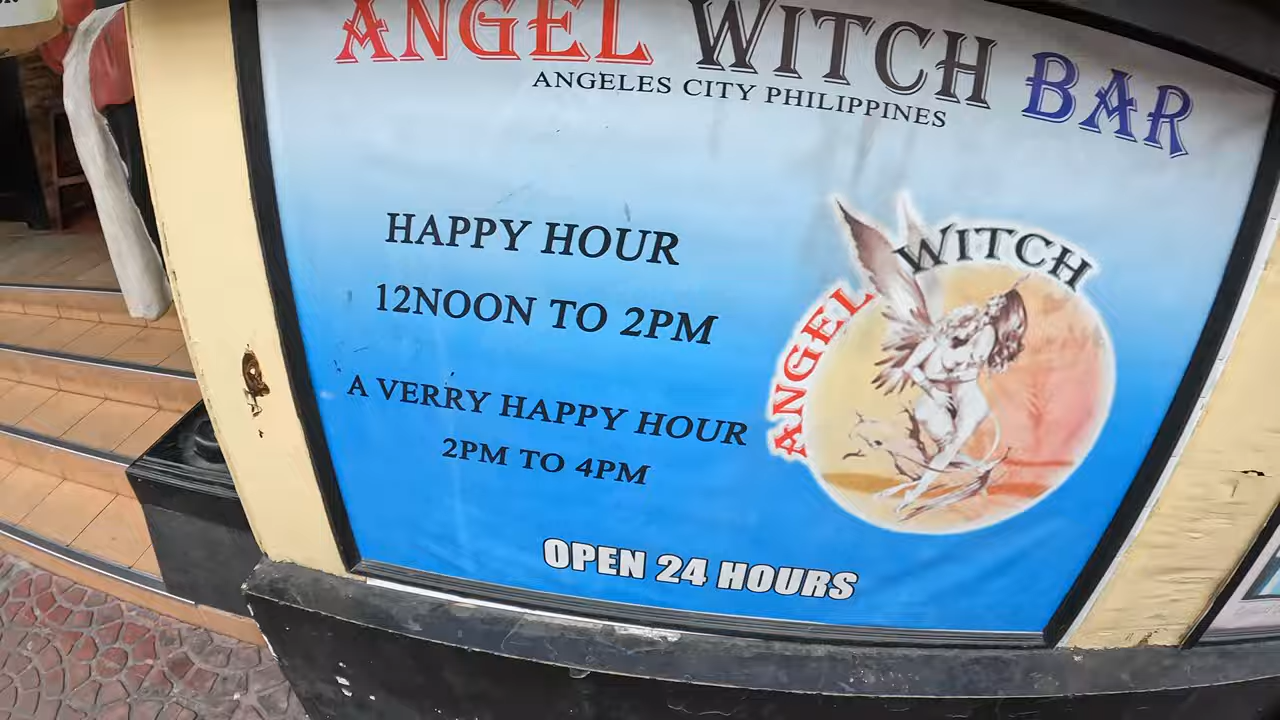 ANGEL WITCH BAR
ANGELES CITY PHILIPPINES
HAPPY HOUR
12NOON TO 2PM
A VERRY HAPPY HOUR
2PM TO 4PM
OPEN 24 HOURS
ANGEL WITCH